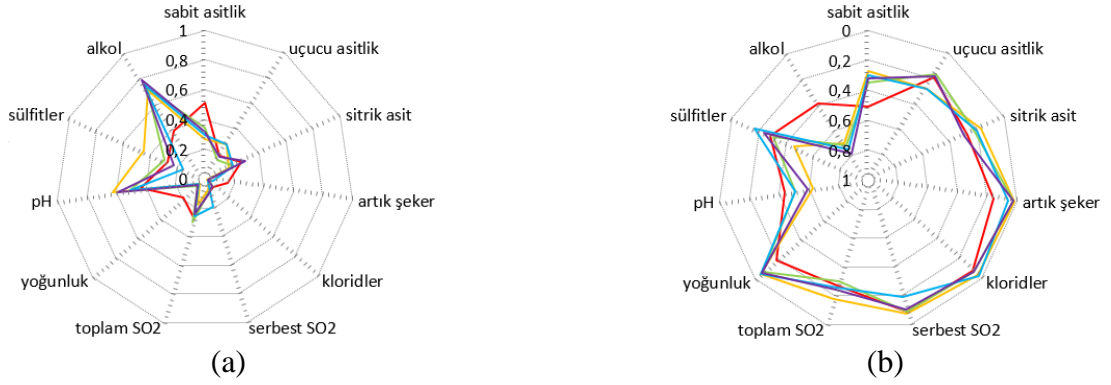 sabit asitlik
1
0,8
0,6
0,4
0,2
0
uçucu asitlik
sitrik asit
artık şeker
kloridler
serbest SO2
toplam SO2
yoğunluk
pH
sülfitler
alkol
(a)
sabit asitlik
0
0,2
0,4
0,6
0,8
1
uçucu asitlik
sitrik asit
artık şeker
kloridler
serbest SO2
toplam SO2
yoğunluk
pH
sülfitler
alkol
(b)